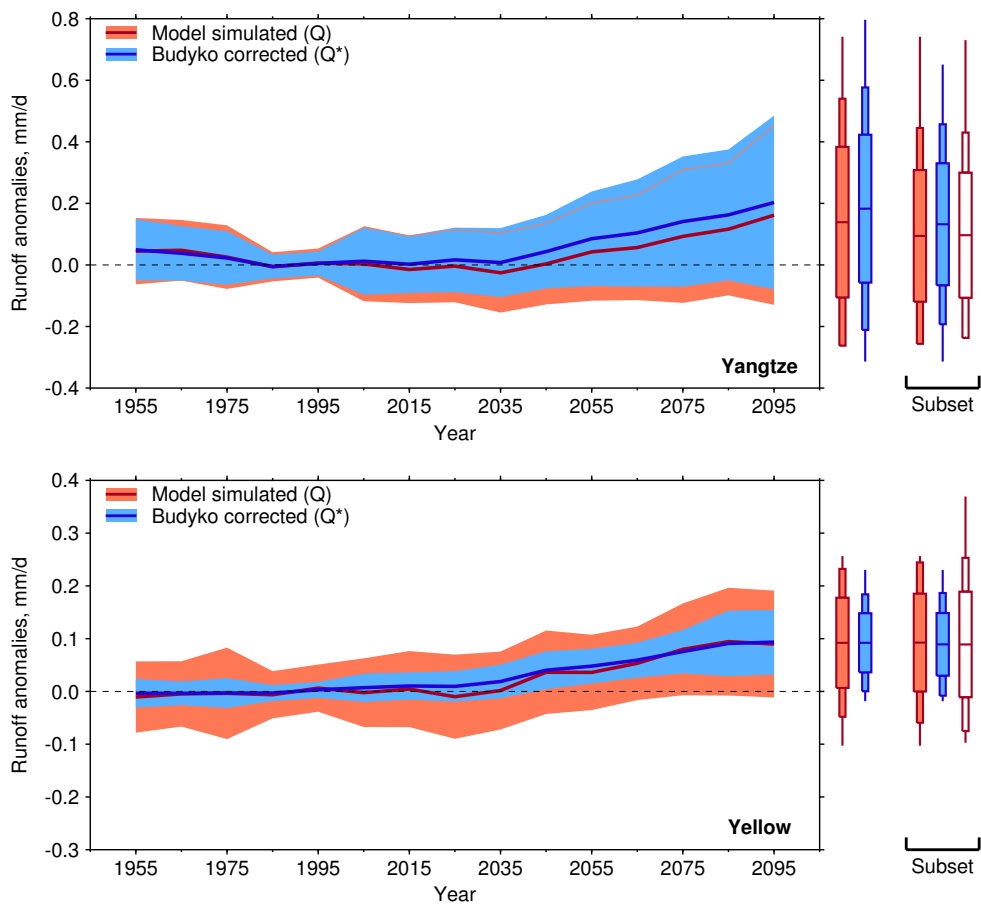 0.8
0.6
0.4
0.2
0.0
-0.2
-0.4
Runoff anomalies, mm/d
Model simulated (Q)
Budyko corrected (Q*)
Yangtze
1955 1975 1995 2015 2035 2055 2075 2095
Year
Subset
0.4
0.3
0.2
0.1
0.0
-0.1
-0.2
-0.3
Runoff anomalies, mm/d
Model simulated (Q)
Budyko corrected (Q*)
Yellow
1955 1975 1995 2015 2035 2055 2075 2095
Year
Subset